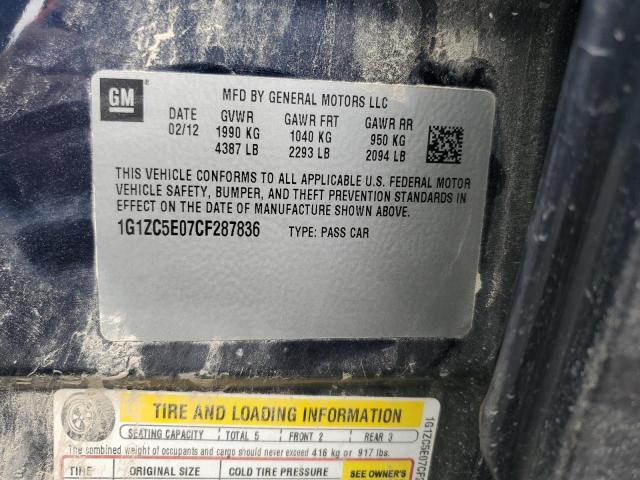 GM
MFD BY GENERAL MOTORS LLC
DATE GVWR GAWR FRT GAWR RR
02/12 1990 KG 1040 KG 950 KG
4387 LB 2293 LB 2094 LB
THIS VEHICLE CONFORMS TO ALL APPLICABLE U.S. FEDERAL MOTOR
VEHICLE SAFETY, BUMPER, AND THEFT PREVENTION STANDARDS IN
EFFECT ON THE DATE OF MANUFACTURE SHOWN ABOVE.
1G1ZC5E07CF287836 TYPE: PASS CAR
TIRE AND LOADING INFORMATION
SEATING CAPACITY TOTAL 5 FRONT 2 REAR 3
The combined weight of occupants and cargo should never exceed 416 kg or 917 lbs.
TIRE ORIGINAL SIZE COLD TIRE PRESSURE SEE OWNER'S
1G1ZC5E07CF